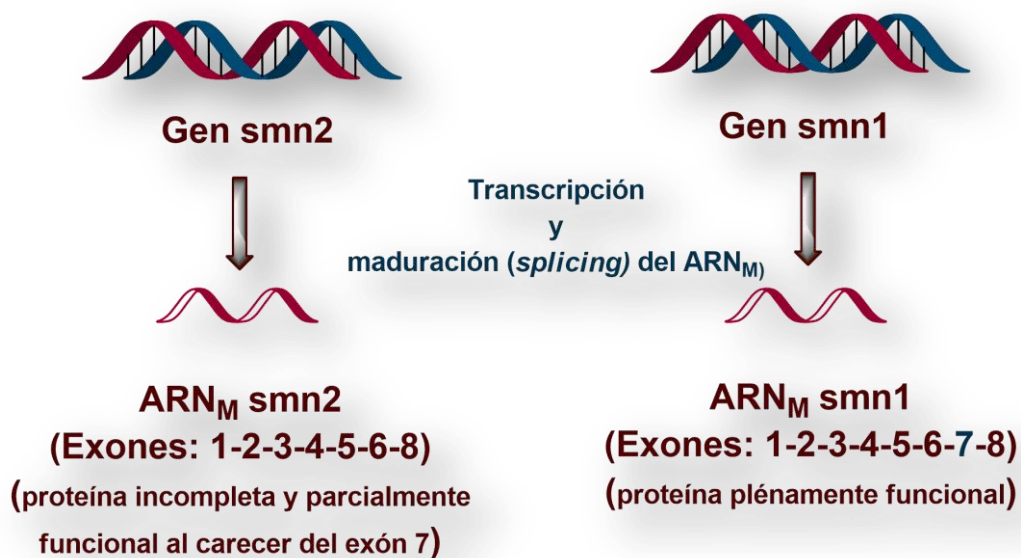 Gen smn2
Gen smn1
Transcripción
y
maduración (splicing) del ARNM)
ARNM smn2
(Exones: 1-2-3-4-5-6-8)
(proteína incompleta y parcialmente
funcional al carecer del exón 7)
ARNM smn1
(Exones: 1-2-3-4-5-6-7-8)
(proteína plénamente funcional)